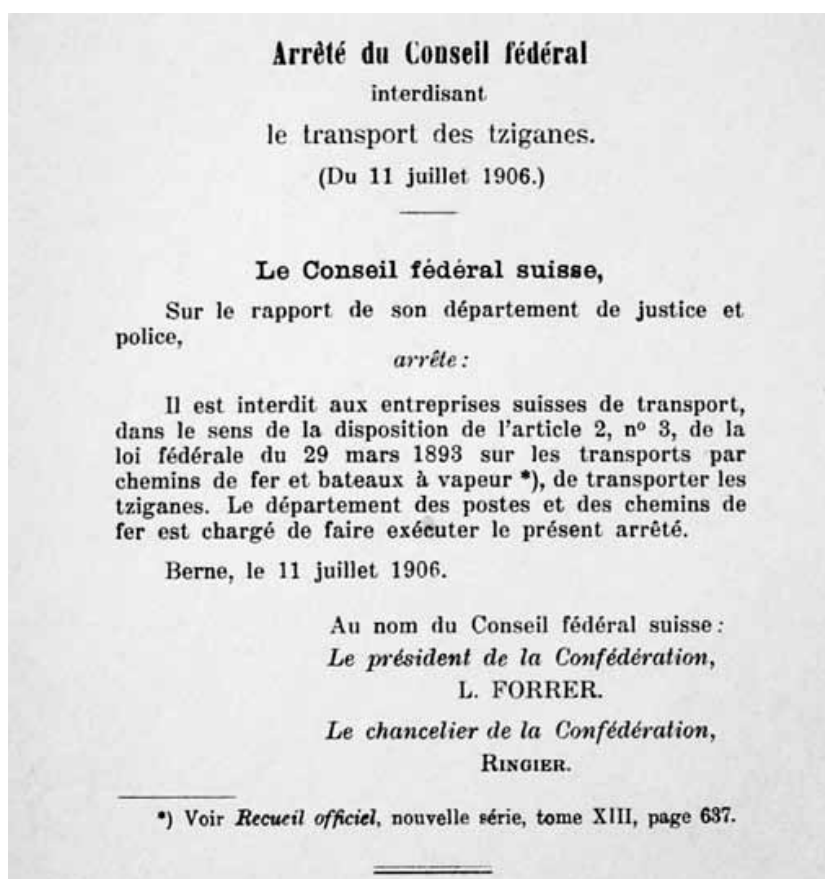 Arrêté du Conseil fédéral
interdisant
le transport des tziganes.
(Du 11 juillet 1906.)
Le Conseil fédéral suisse,
Sur le rapport de son département de justice et
police,
arrête:
Il est interdit aux entreprises suisses de transport,
dans le sens de la disposition de l'article 2, nº 3, de la
loi fédérale du 29 mars 1893 sur les transports par
chemins de fer et bateaux à vapeur *), de transporter les
tziganes. Le département des postes et des chemins de
fer est chargé de faire exécuter le présent arrêté.
Berne, le 11 juillet 1906.
Au nom du Conseil fédéral suisse:
Le président de la Confédération,
L. FORRER.
Le chancelier de la Confédération,
RINGIER.
*) Voir Recueil officiel, nouvelle série, tome XIII, page 637.